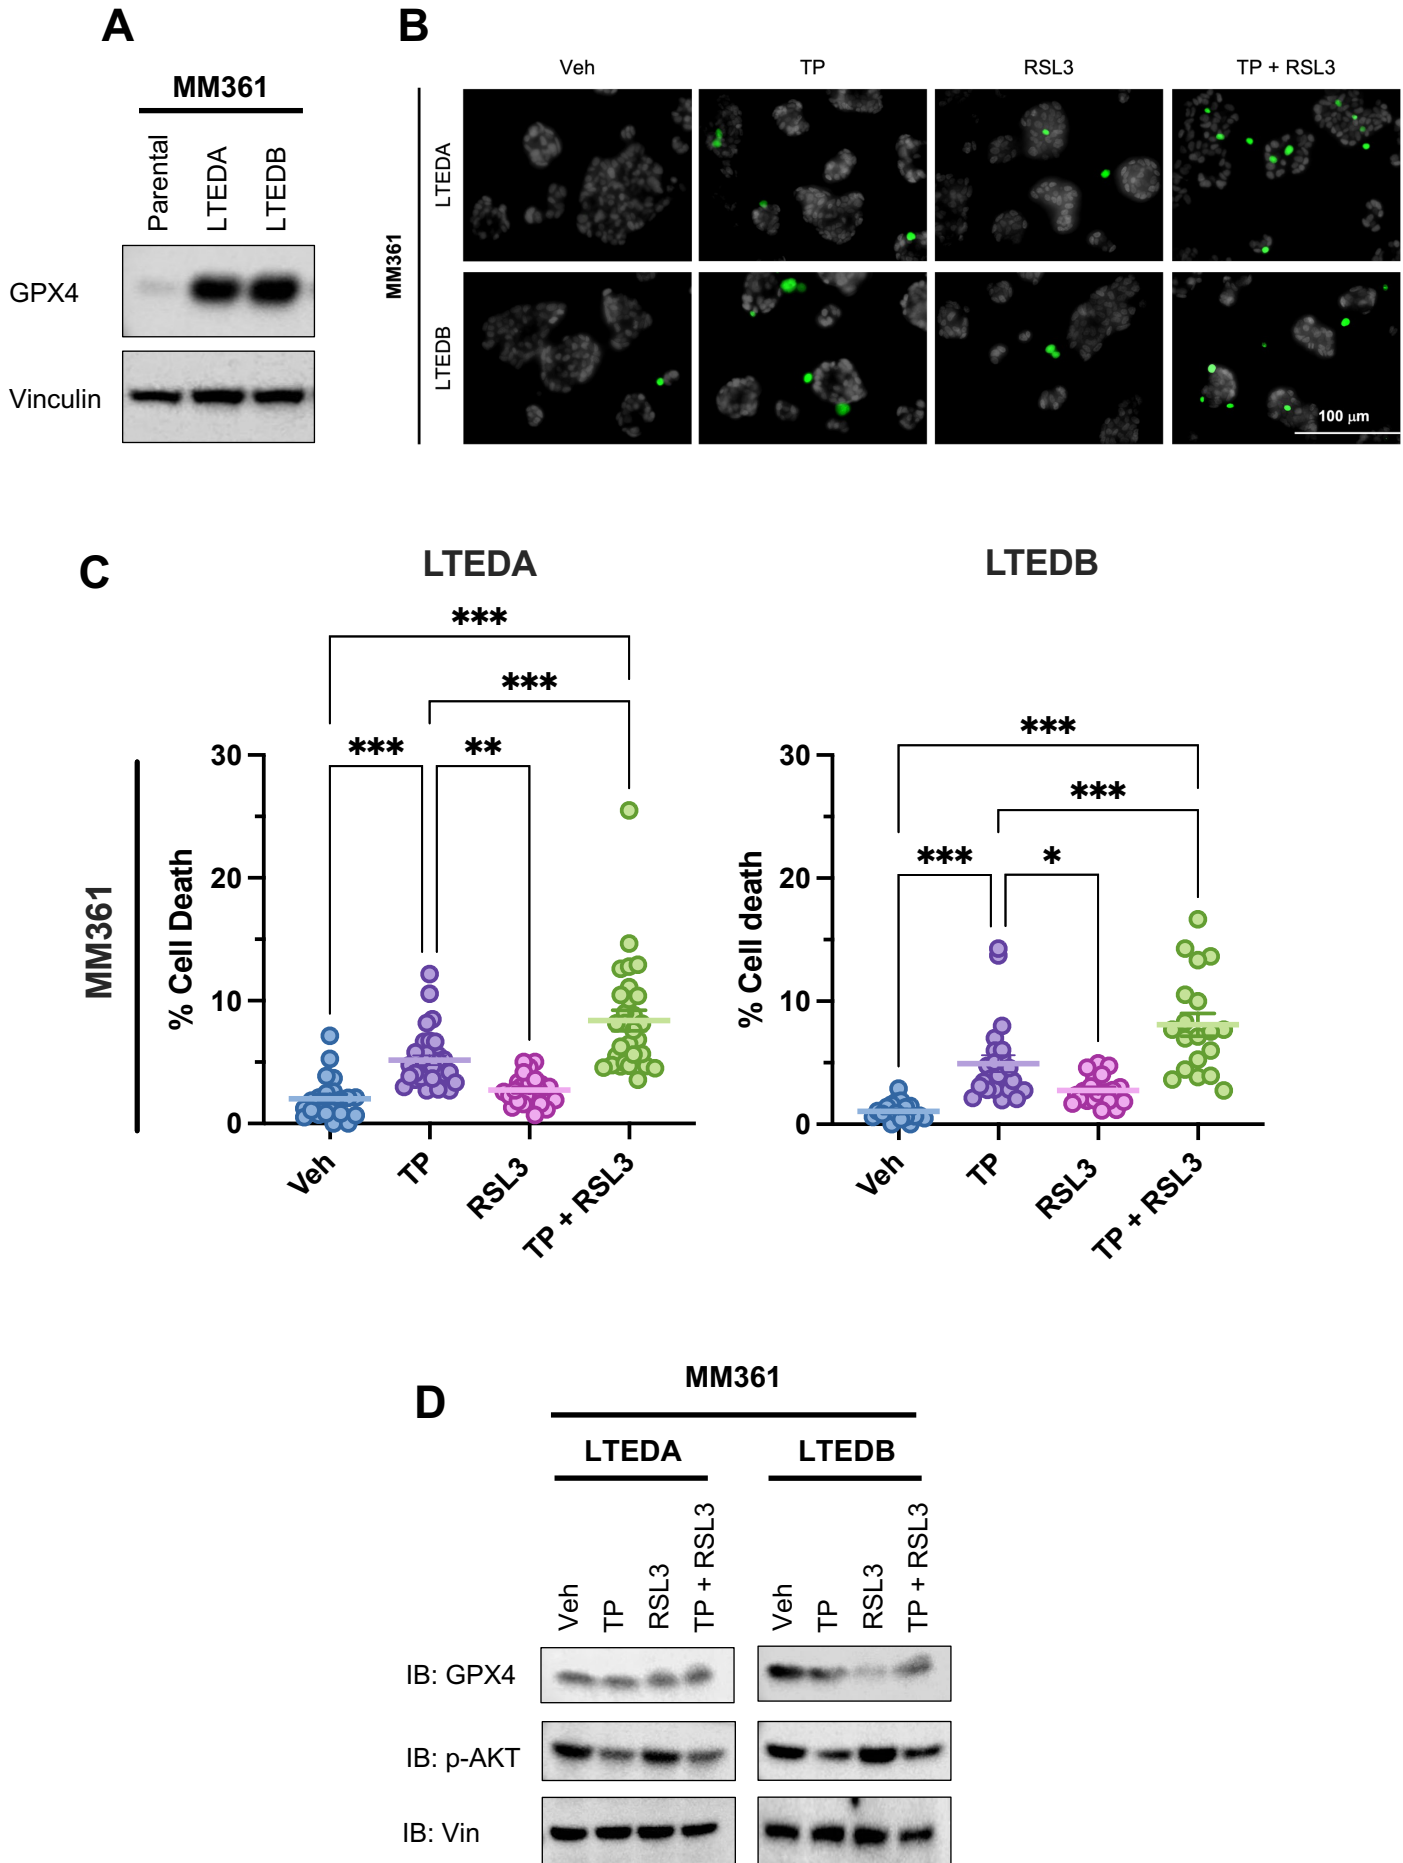 A
MM361
Parental
LTEDA
LTEDB
GPX4
Vinculin
B
Veh
TP
RSL3
TP + RSL3
MM361
LTEDA
LTEDB
100 μm
C
MM361
LTEDA
***
***
***
**
% Cell Death
30
20
10
0
Veh
TP
RSL3
TP + RSL3
LTEDB
***
***
***
*
% Cell death
30
20
10
0
Veh
TP
RSL3
TP + RSL3
D
MM361
LTEDA
LTEDB
Veh
TP
RSL3
TP + RSL3
Veh
TP
RSL3
TP + RSL3
IB: GPX4
IB: p-AKT
IB: Vin